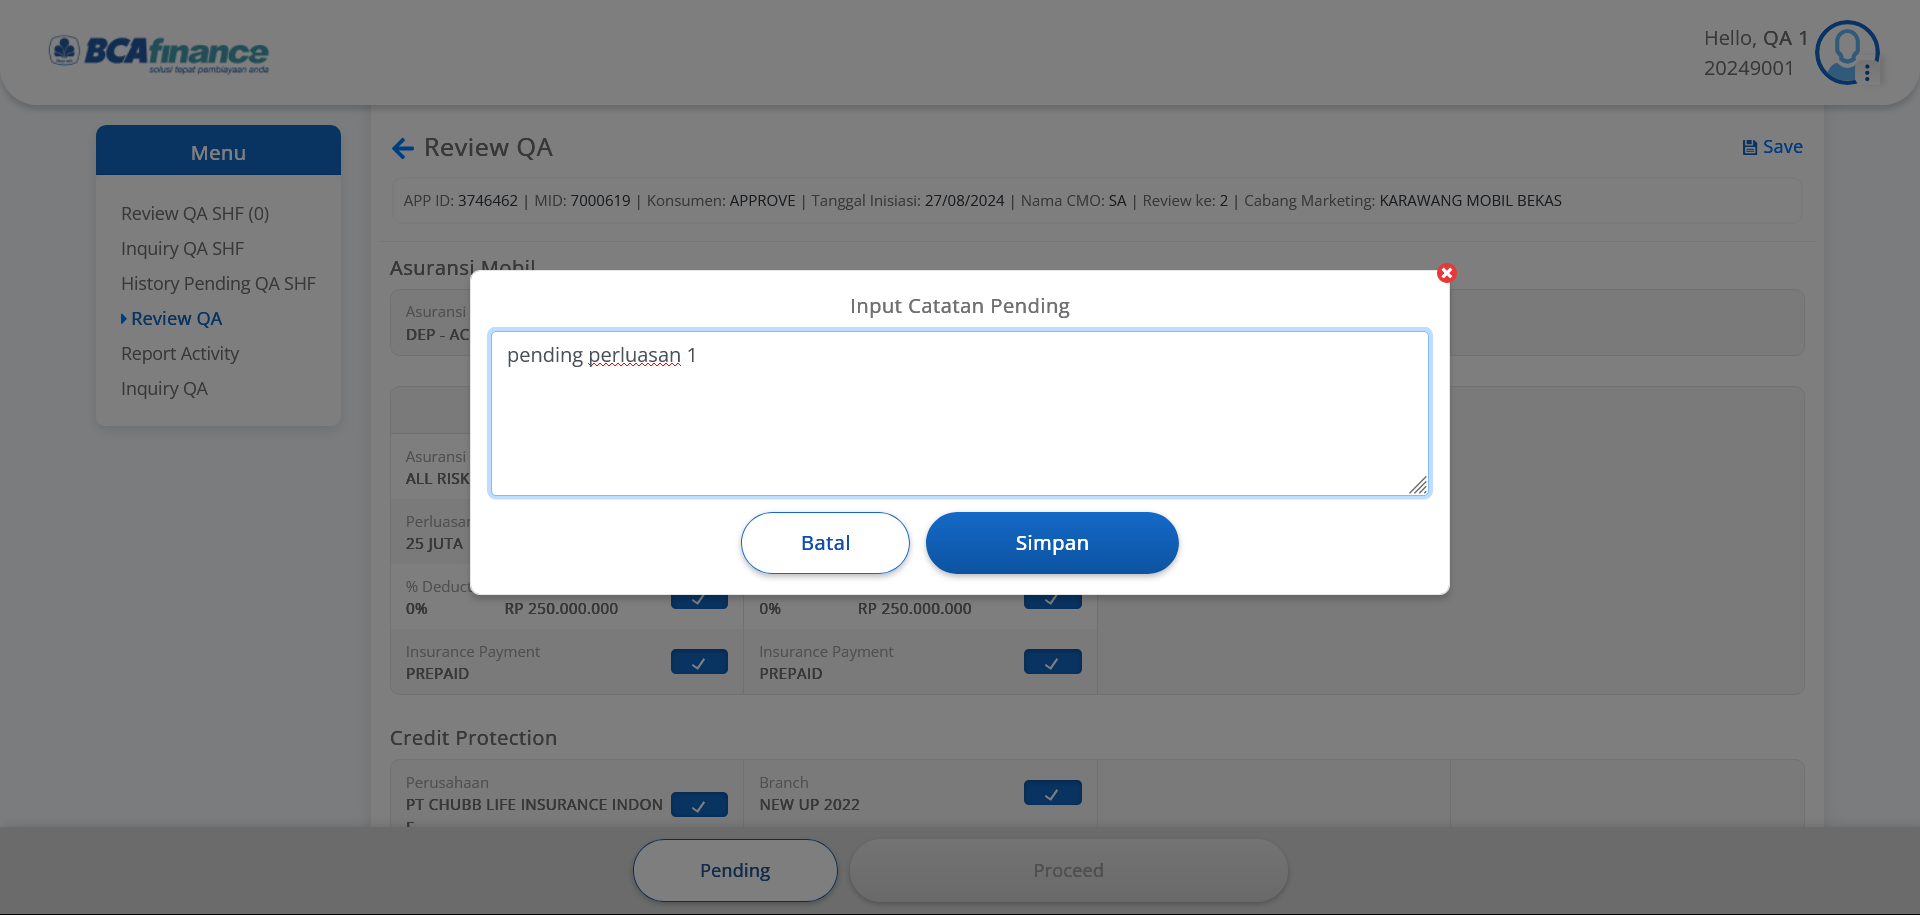 BCAfinance
solusi tepat pembiayaan anda
Hello, QA 1
20249001
Menu
Review QA SHF (0)
Inquiry QA SHF
History Pending QA SHF
Review QA
Report Activity
Inquiry QA
Review QA
Save
APP ID: 3746462 | MID: 7000619 | Konsumen: APPROVE | Tanggal Inisiasi: 27/08/2024 | Nama CMO: SA | Review ke: 2 | Cabang Marketing: KARAWANG MOBIL BEKAS
Asuransi Mobil
Asuransi
DEP - AC
Input Catatan Pending
pending perluasan 1
Batal
Simpan
Asuransi
ALL RISK
Perluasan
25 JUTA
% Deduct
0% RP 250.000.000
0% RP 250.000.000
Insurance Payment
PREPAID
Insurance Payment
PREPAID
Credit Protection
Perusahaan
PT CHUBB LIFE INSURANCE INDON
Branch
NEW UP 2022
Pending
Proceed